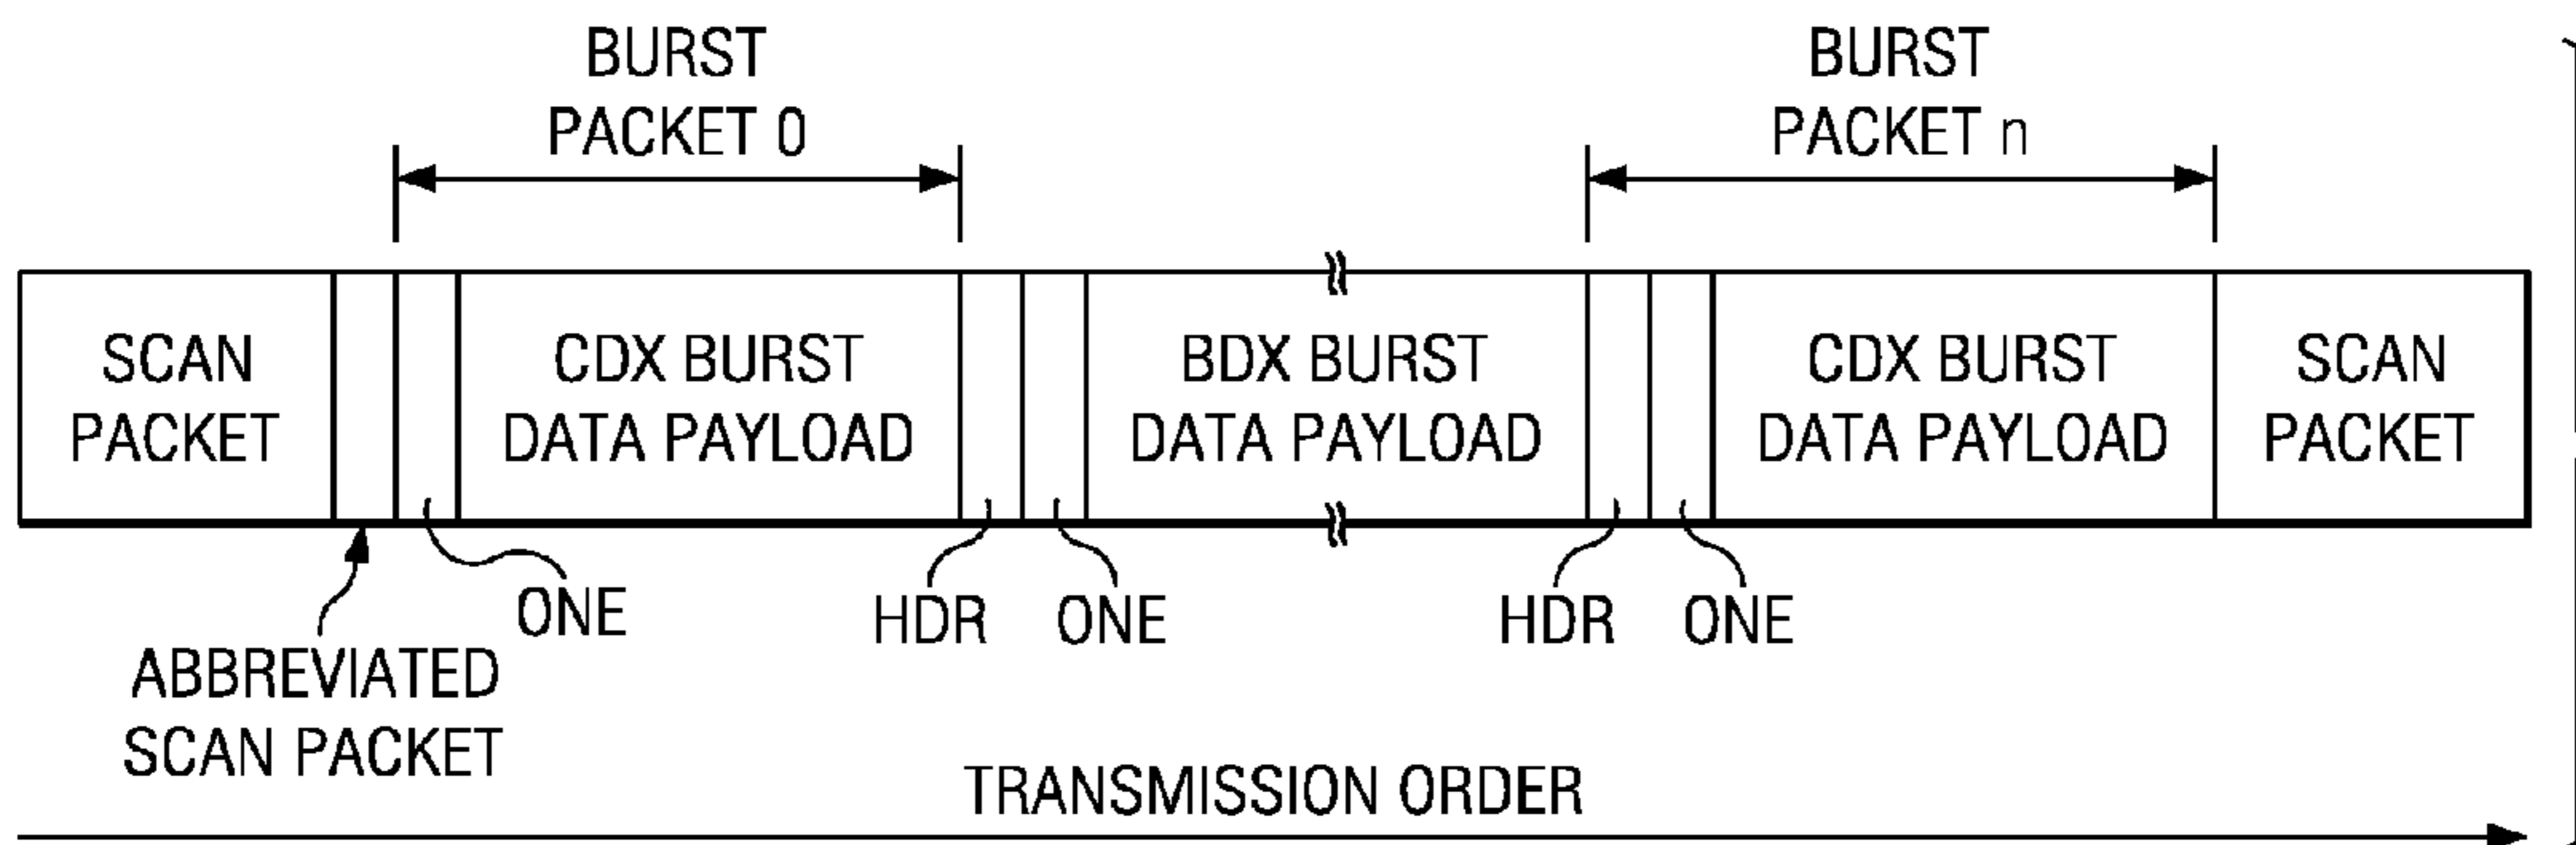 BURST
PACKET 0
BURST
PACKET n
SCAN
PACKET
CDX BURST
DATA PAYLOAD
BDX BURST
DATA PAYLOAD
CDX BURST
DATA PAYLOAD
SCAN
PACKET
ONE
HDR
ONE
HDR
ONE
ABBREVIATED
SCAN PACKET
TRANSMISSION ORDER